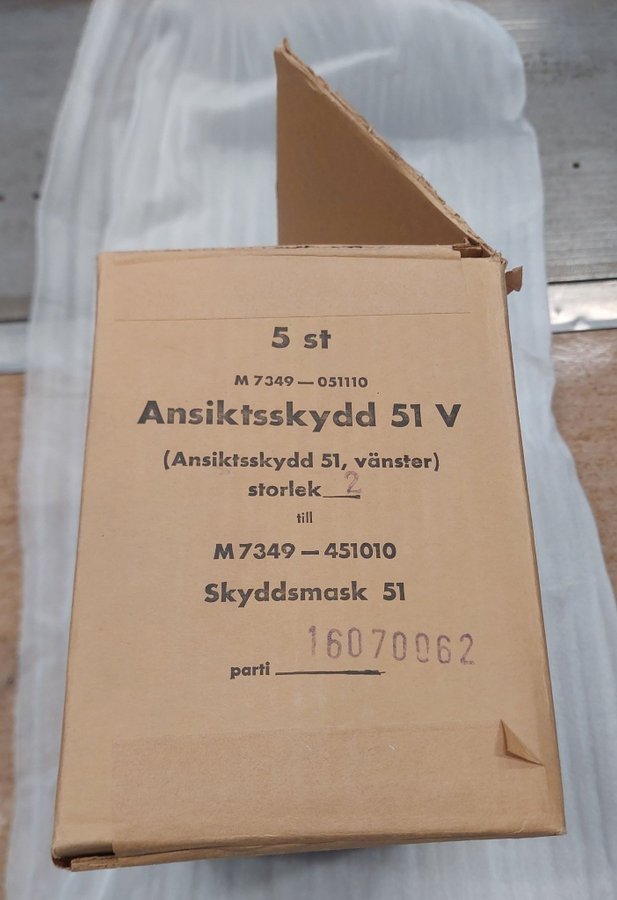 5 st
M 7349 — 051110
Ansiktsskydd 51 V
(Ansiktsskydd 51, vänster)
storlek 2
till
M 7349 — 451010
Skyddsmask 51
16070062
parti